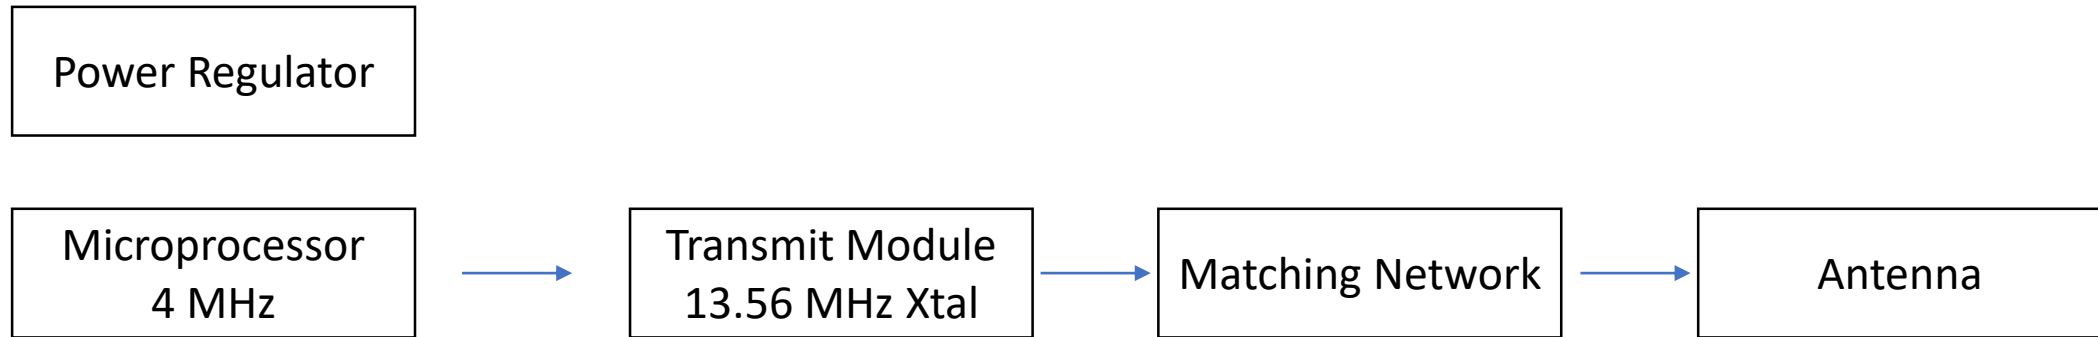 Power Regulator
Microprocessor
4 MHz
Transmit Module
13.56 MHz Xtal
Matching Network
Antenna